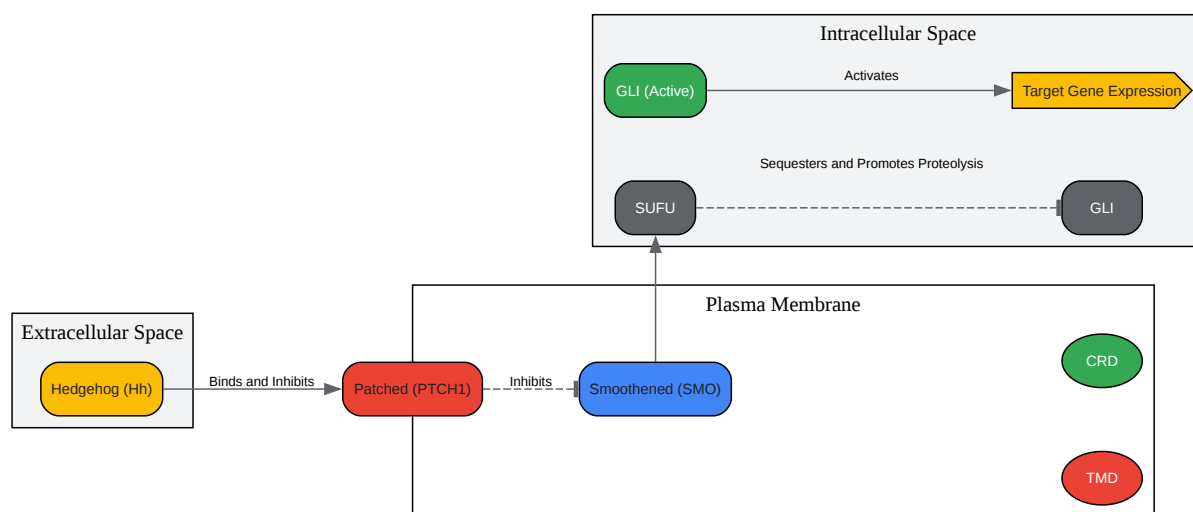 Intracellular Space
GLI (Active)
Activates
Target Gene Expression
Sequesters and Promotes Proteolysis
SUFU
GLI
Plasma Membrane
Extracellular Space
Hedgehog (Hh)
Binds and Inhibits
Patched (PTCH1)
Inhibits
Smoothened (SMO)
CRD
TMD